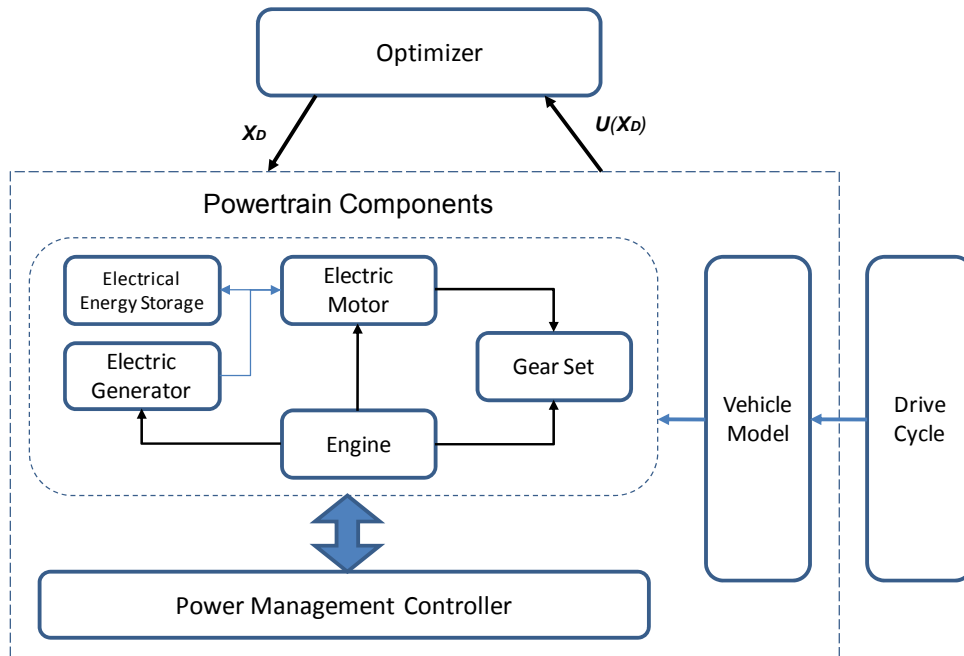 Optimizer
XD
U(XD)
Powertrain Components
Electrical
Energy Storage
Electric
Motor
Electric
Generator
Gear Set
Engine
Vehicle
Model
Drive
Cycle
Power Management Controller